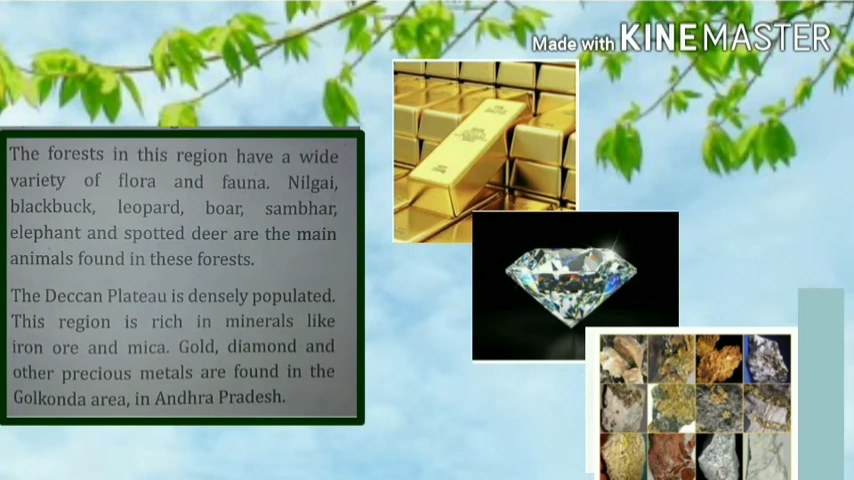 Made with KINEMASTER
The forests in this region have a wide
variety of flora and fauna. Nilgai,
blackbuck, leopard, boar, sambhar,
elephant and spotted deer are the main
animals found in these forests.
The Deccan Plateau is densely populated.
This region is rich in minerals like
iron ore and mica. Gold, diamond and
other precious metals are found in the
Golkonda area, in Andhra Pradesh.